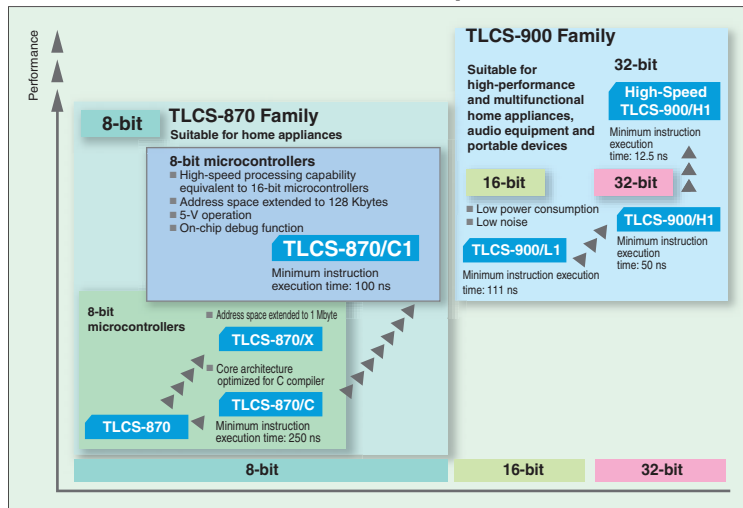 Performance
TLCS-900 Family
Suitable for
high-performance
and multifunctional
home appliances,
audio equipment and
portable devices
32-bit
High-Speed
TLCS-900/H1
Minimum instruction
execution
time: 12.5 ns
16-bit
■ Low power consumption
■ Low noise
TLCS-900/L1
Minimum instruction execution
time: 111 ns
32-bit
TLCS-900/H1
Minimum instruction
execution
time: 50 ns
8-bit
TLCS-870 Family
Suitable for home appliances
8-bit microcontrollers
■ High-speed processing capability
equivalent to 16-bit microcontrollers
■ Address space extended to 128 Kbytes
■ 5-V operation
■ On-chip debug function
TLCS-870/C1
Minimum instruction
execution time: 100 ns
8-bit
microcontrollers
■ Address space extended to 1 Mbyte
TLCS-870/X
■ Core architecture
optimized for C compiler
TLCS-870/C
Minimum instruction
execution time: 250 ns
TLCS-870
8-bit
16-bit
32-bit